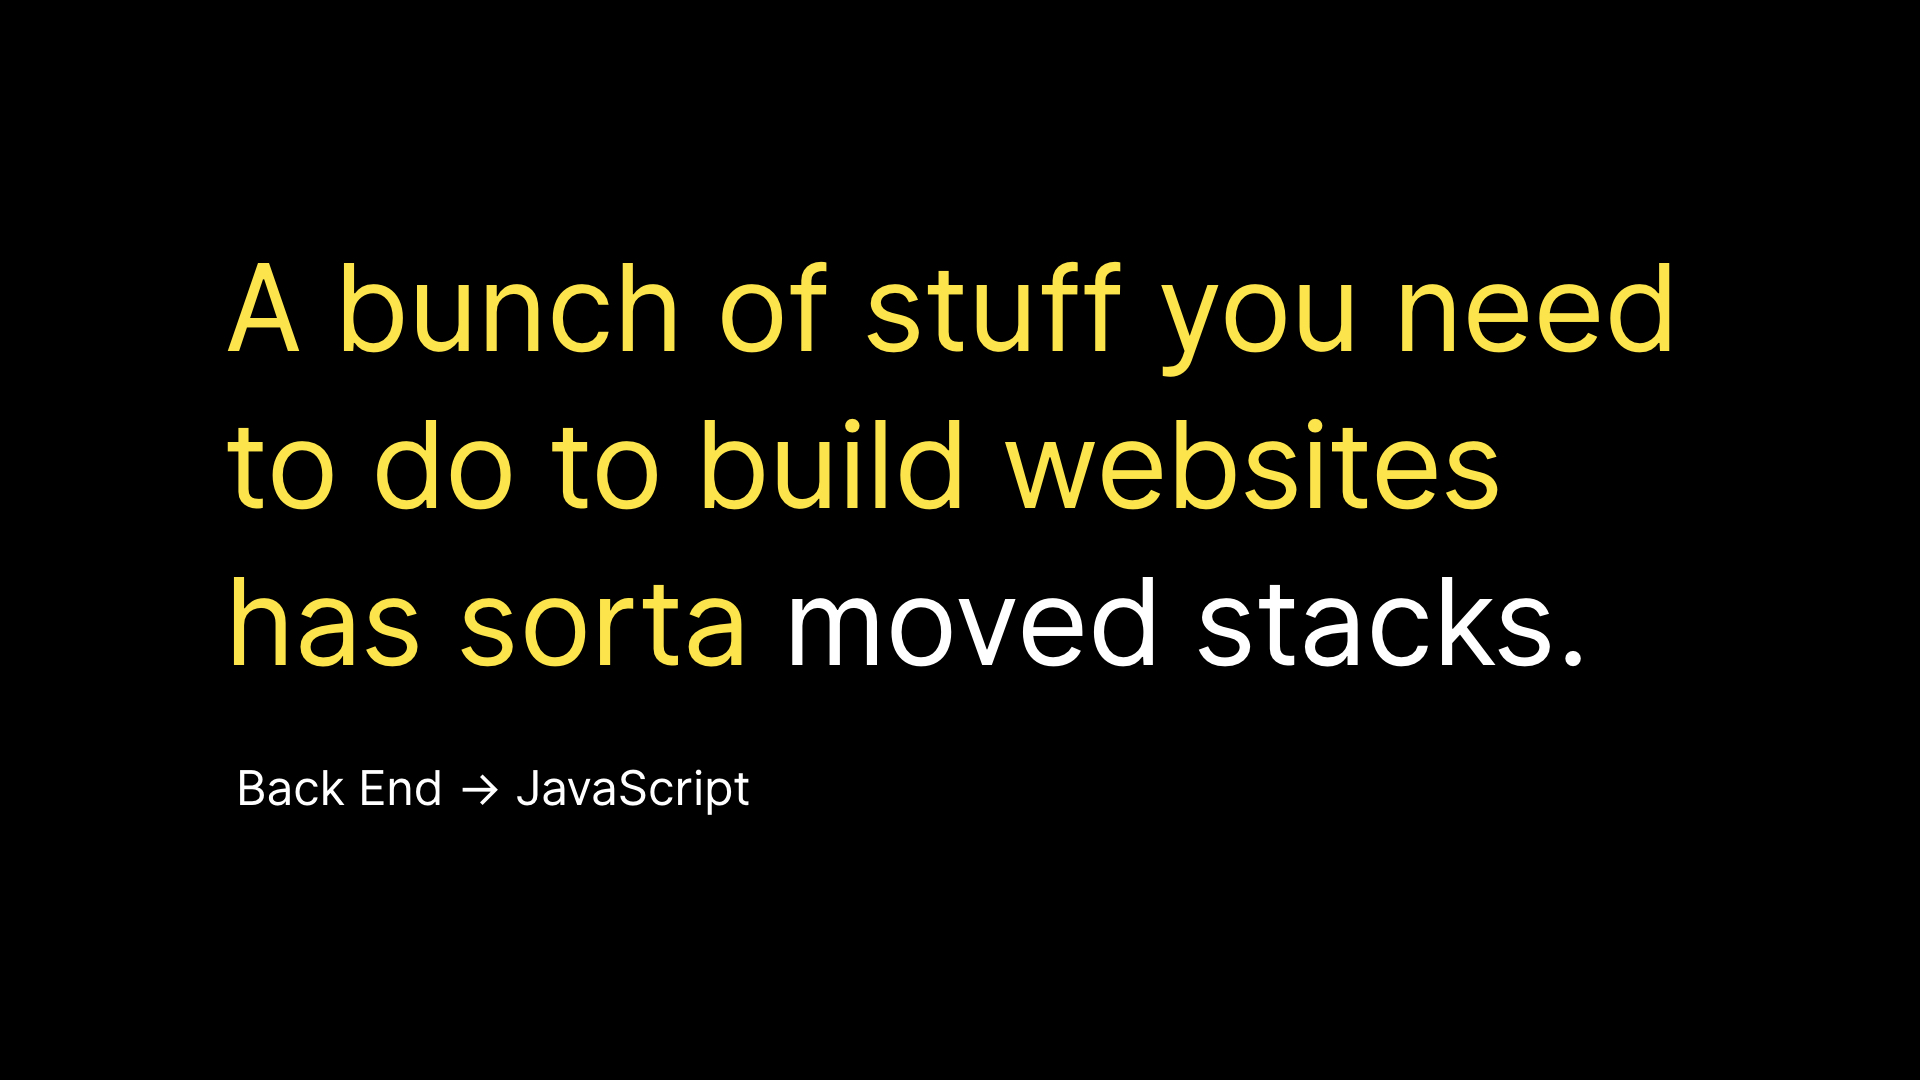 A bunch of stuff you need
to do to build websites
has sorta moved stacks.
Back End → JavaScript